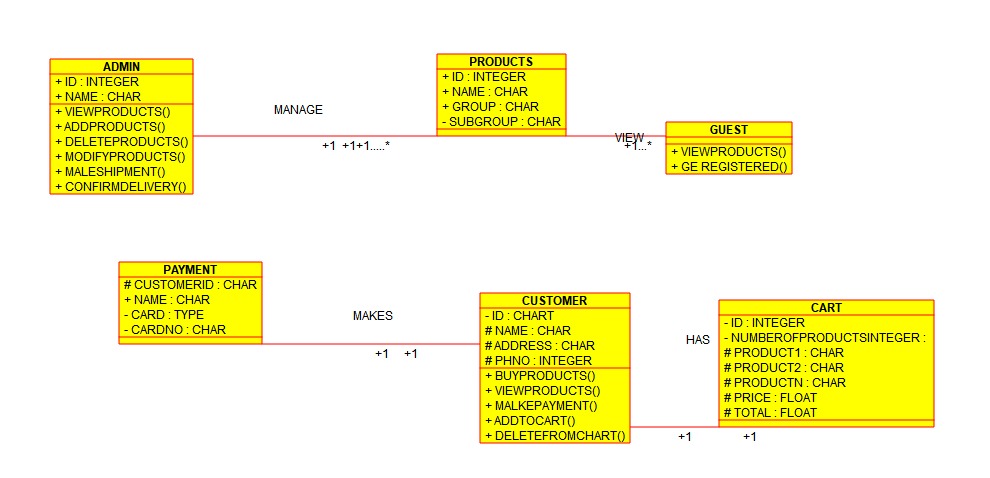 ADMIN
+ ID : INTEGER
+ NAME : CHAR
+ VIEWPRODUCTS()
+ ADDPRODUCTS()
+ DELETEPRODUCTS()
+ MODIFYPRODUCTS()
+ MALESHIPMENT()
+ CONFIRMDELIVERY()
MANAGE
+1 +1+1.....*
PRODUCTS
+ ID : INTEGER
+ NAME : CHAR
+ GROUP : CHAR
- SUBGROUP : CHAR
VIEW
+1...*
GUEST
+ VIEWPRODUCTS()
+ GE REGISTERED()
PAYMENT
# CUSTOMERID : CHAR
+ NAME : CHAR
- CARD : TYPE
- CARDNO : CHAR
MAKES
+1 +1
CUSTOMER
- ID : CHART
# NAME : CHAR
# ADDRESS : CHAR
# PHNO : INTEGER
+ BUYPRODUCTS()
+ VIEWPRODUCTS()
+ MALKEPAYMENT()
+ ADDTOCART()
+ DELETEFROMCHART()
HAS
+1 +1
CART
- ID : INTEGER
- NUMBEROFPRODUCTSINTEGER :
# PRODUCT1 : CHAR
# PRODUCT2 : CHAR
# PRODUCTN : CHAR
# PRICE : FLOAT
# TOTAL : FLOAT